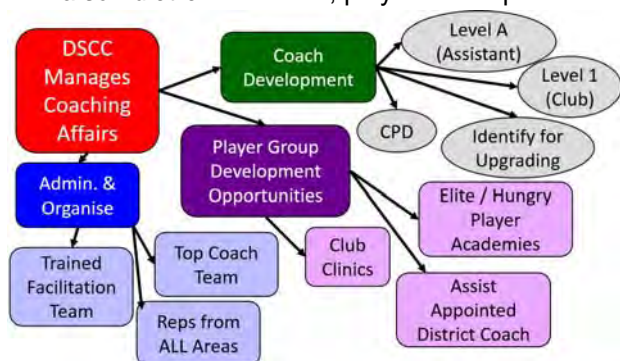 DSCC
Manages
Coaching
Affairs
Coach
Development
Level A
(Assistant)
Level 1
(Club)
CPD
Identify for
Upgrading
Player Group
Development
Opportunities
Admin. &
Organise
Elite / Hungry
Player
Academies
Club
Clinics
Assist
Appointed
District Coach
Trained
Facilitation
Team
Top Coach
Team
Reps from
ALL Areas